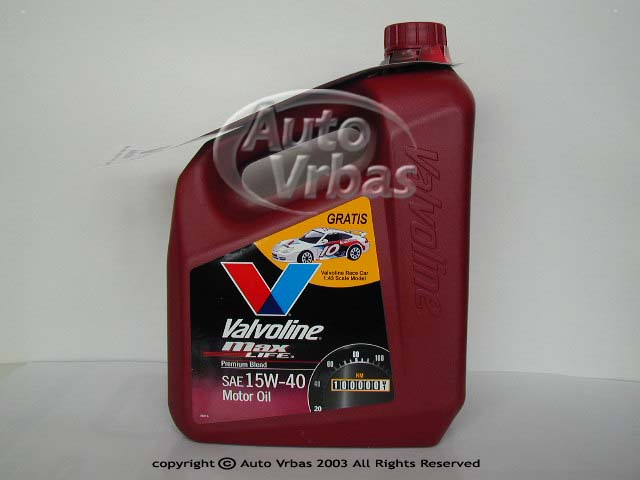 Auto
Vrbas
Valvoline
GRATIS
10
Valvoline Race Car
1:43 Scale Model
Valvoline
max
LIFE
Premium Blend
SAE 15W-40
Motor Oil
20
40
60
80
100
KM
copyright © Auto Vrbas 2003 All Rights Reserved